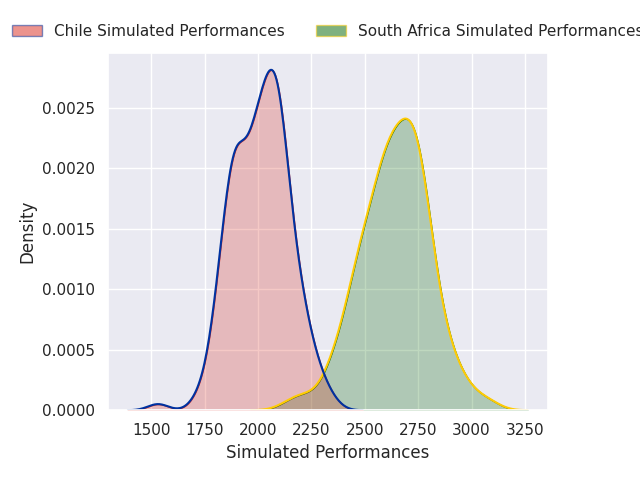 Chile Simulated Performances
South Africa Simulated Performances
0.0025
0.0020
0.0015
0.0010
0.0005
0.0000
Density
1500 1750 2000 2250 2500 2750 3000 3250
Simulated Performances